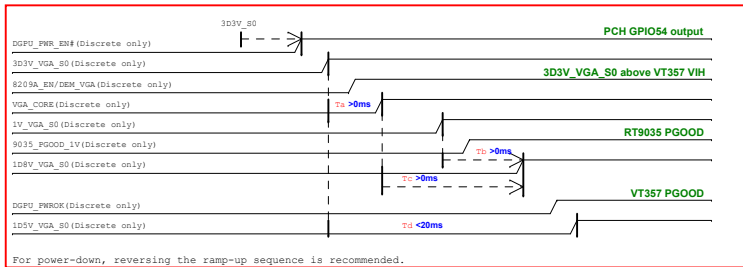 3D3V_S0
PCH GPIO54 output
DGPU_PWR_EN#(Discrete only)
3D3V_VGA_S0(Discrete only)
3D3V_VGA_S0 above VT357 VIH
8209A_EN/DEM_VGA(Discrete only)
VGA_CORE(Discrete only)
Ta >0ms
1V_VGA_S0(Discrete only)
RT9035 PGOOD
9035_PGOOD_1V(Discrete only)
Tb >0ms
1D8V_VGA_S0(Discrete only)
Tc >0ms
VT357 PGOOD
DGPU_PWROK(Discrete only)
1D5V_VGA_S0(Discrete only)
Td <20ms
For power-down, reversing the ramp-up sequence is recommended.